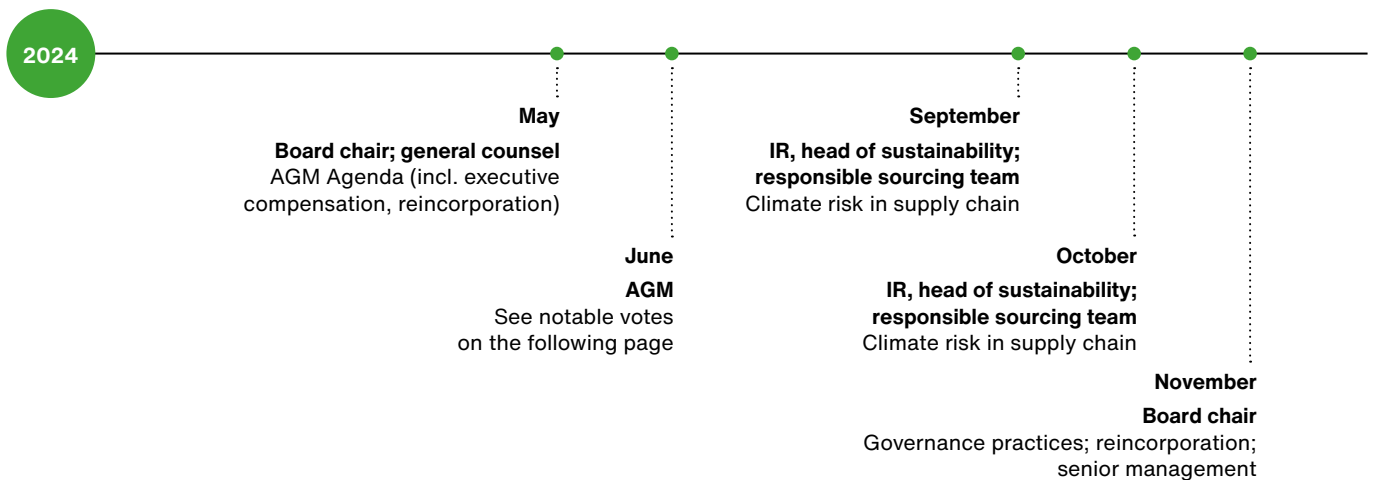 2024
May
Board chair; general counsel
AGM Agenda (incl. executive
compensation, reincorporation)
June
AGM
See notable votes
on the following page
September
IR, head of sustainability;
responsible sourcing team
Climate risk in supply chain
October
IR, head of sustainability;
responsible sourcing team
Climate risk in supply chain
November
Board chair
Governance practices; reincorporation;
senior management